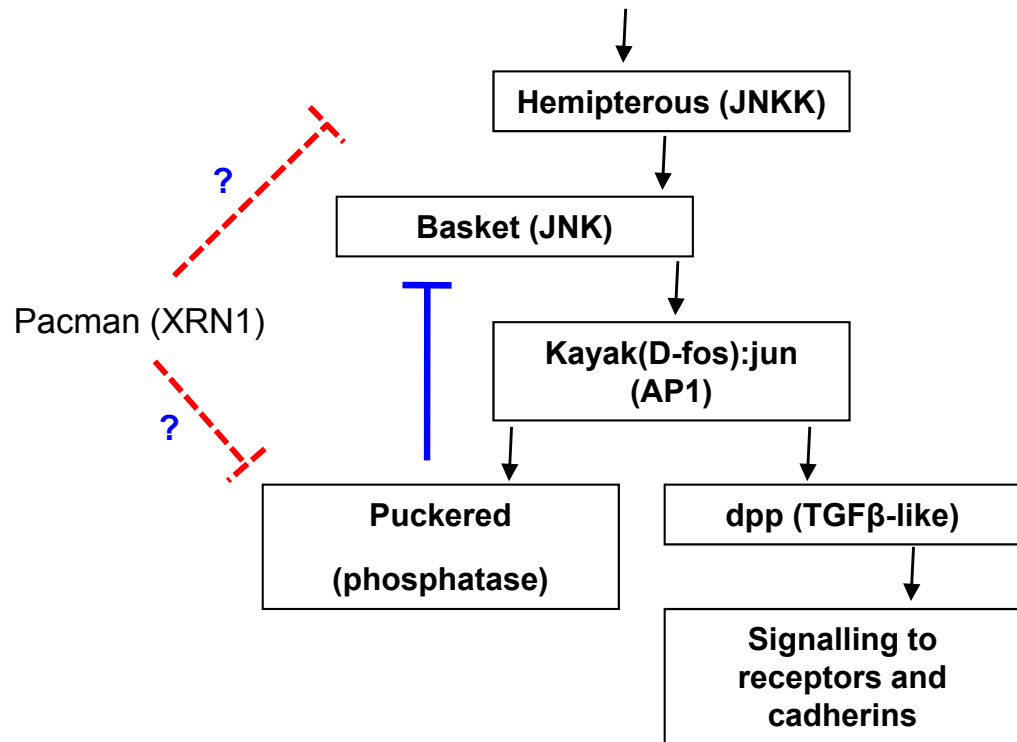 Hemipterous (JNKK)
?
Basket (JNK)
Pacman (XRN1)
Kayak(D-fos):jun
(AP1)
?
Puckered
(phosphatase)
dpp (TGFβ-like)
Signalling to
receptors and
cadherins